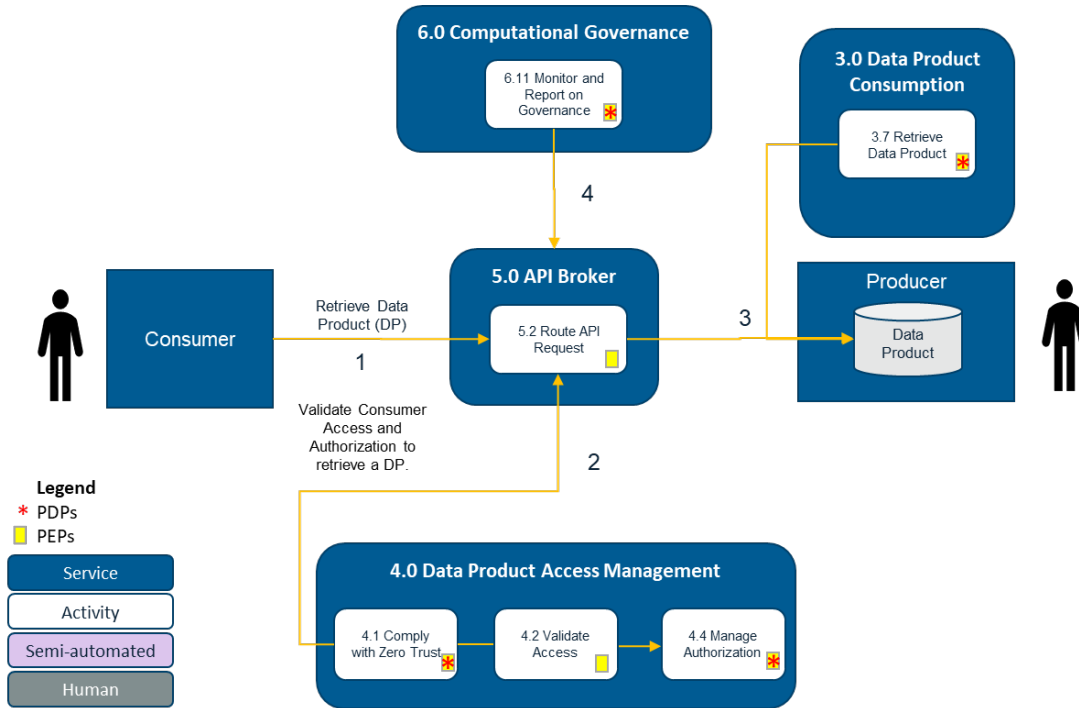 6.0 Computational Governance
6.11 Monitor and
Report on
Governance
*
3.0 Data Product
Consumption
3.7 Retrieve
Data Product
*
4
5.0 API Broker
5.2 Route API
Request
Consumer
Retrieve Data
Product (DP)
1
3
Producer
Data
Product
Validate Consumer
Access and
Authorization to
retrieve a DP.
2
Legend
* PDPs
PEPs
Service
Activity
Semi-automated
Human
4.0 Data Product Access Management
4.1 Comply
with Zero Trust
*
4.2 Validate
Access
4.4 Manage
Authorization
*